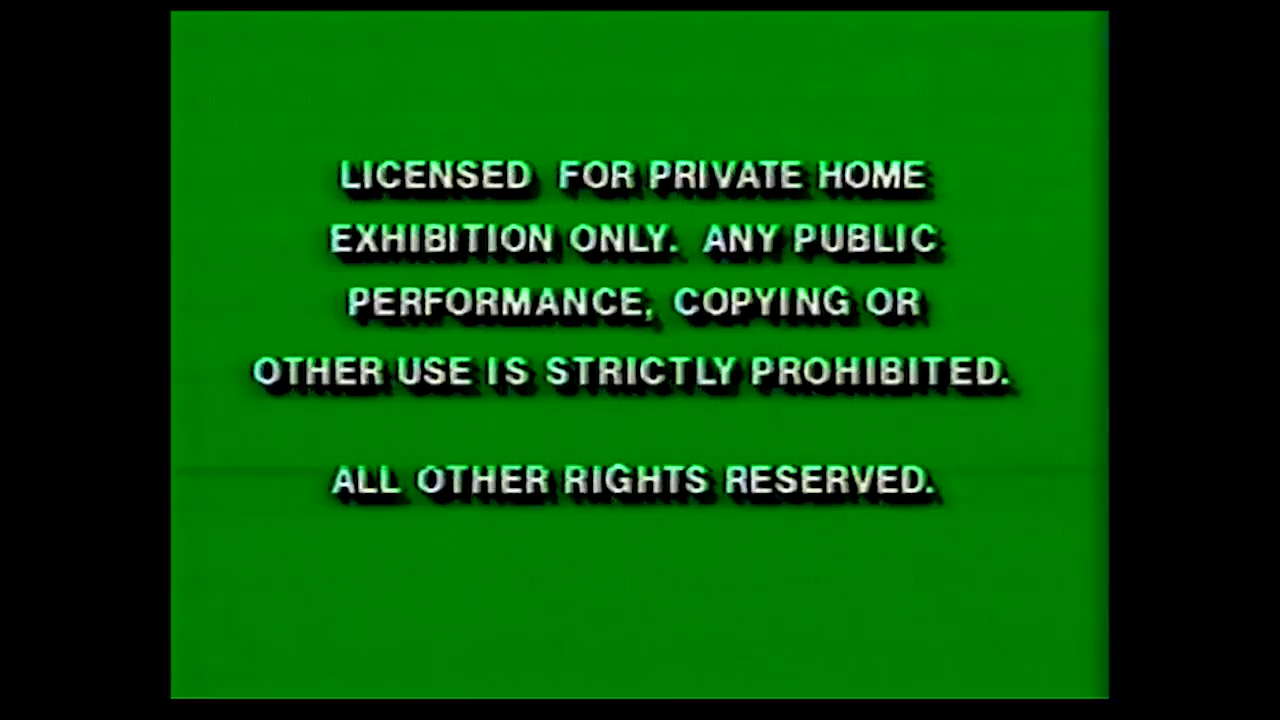 LICENSED FOR PRIVATE HOME
EXHIBITION ONLY. ANY PUBLIC
PERFORMANCE, COPYING OR
OTHER USE IS STRICTLY PROHIBITED.
ALL OTHER RIGHTS RESERVED.